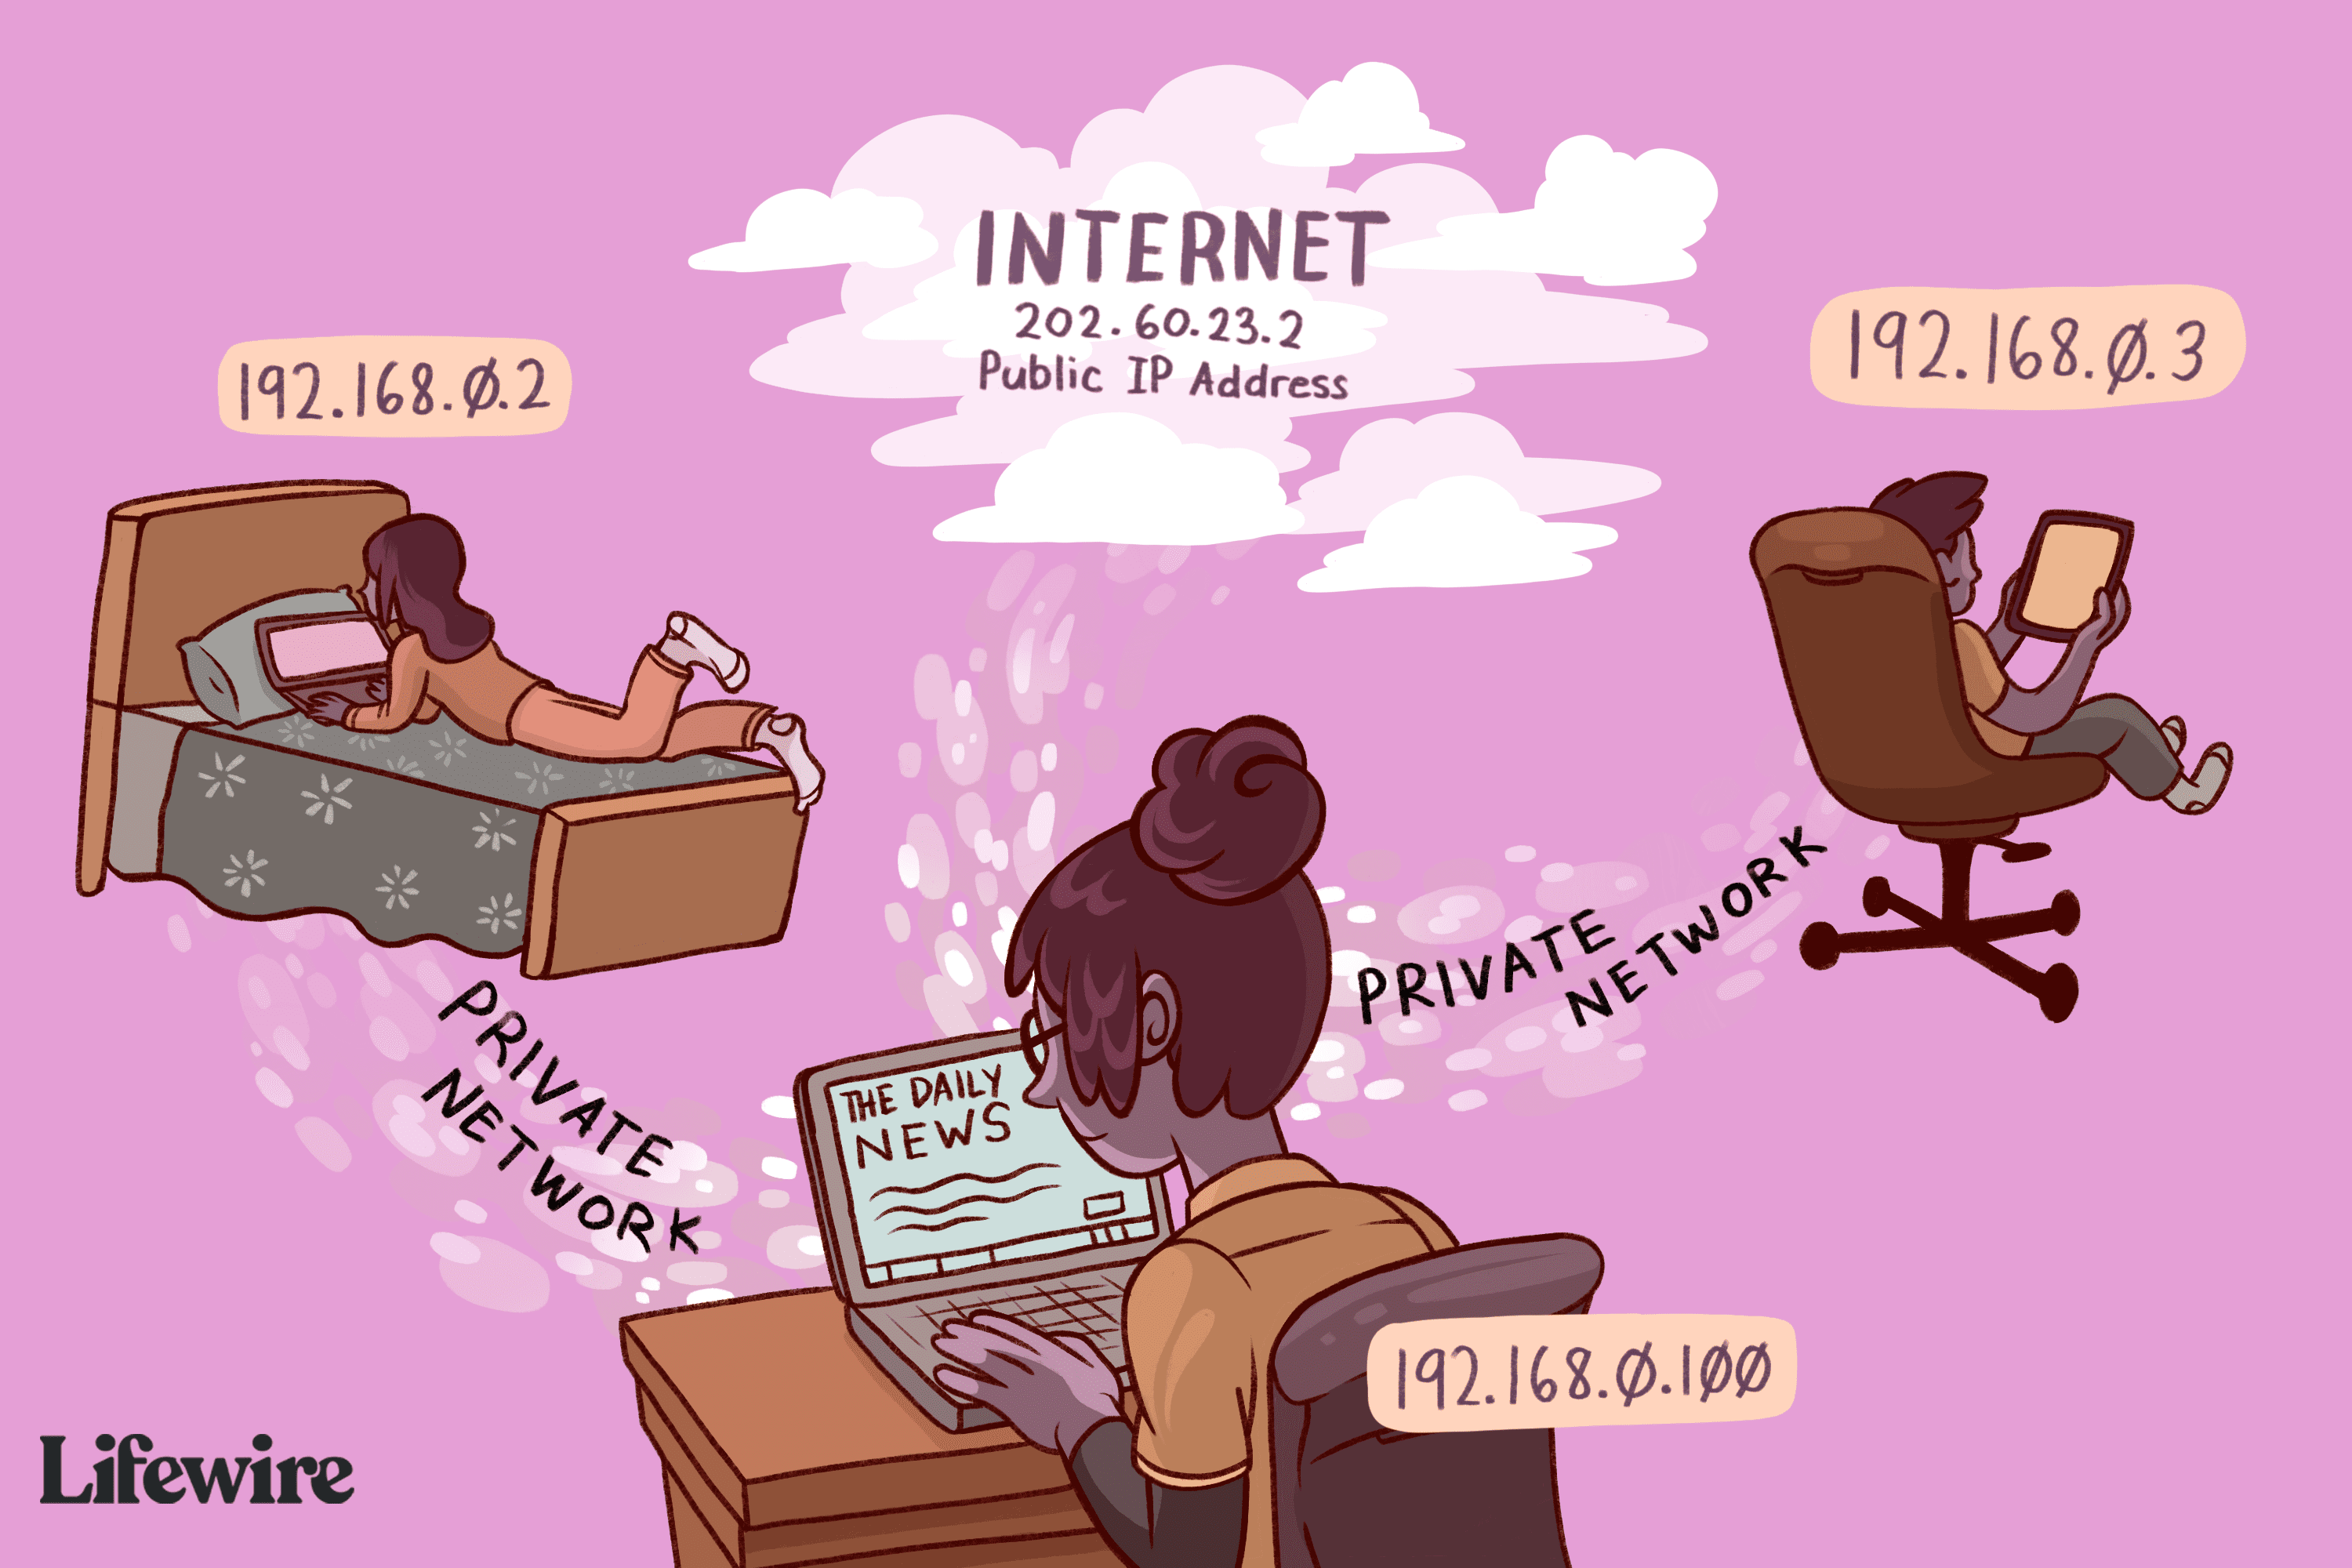 INTERNET
202.60.23.2
Public IP Address
192.168.0.2
192.168.0.3
PRIVATE
NETWORK
PRIVATE
NETWORK
THE DAILY
NEWS
192.168.0.100
Lifewire